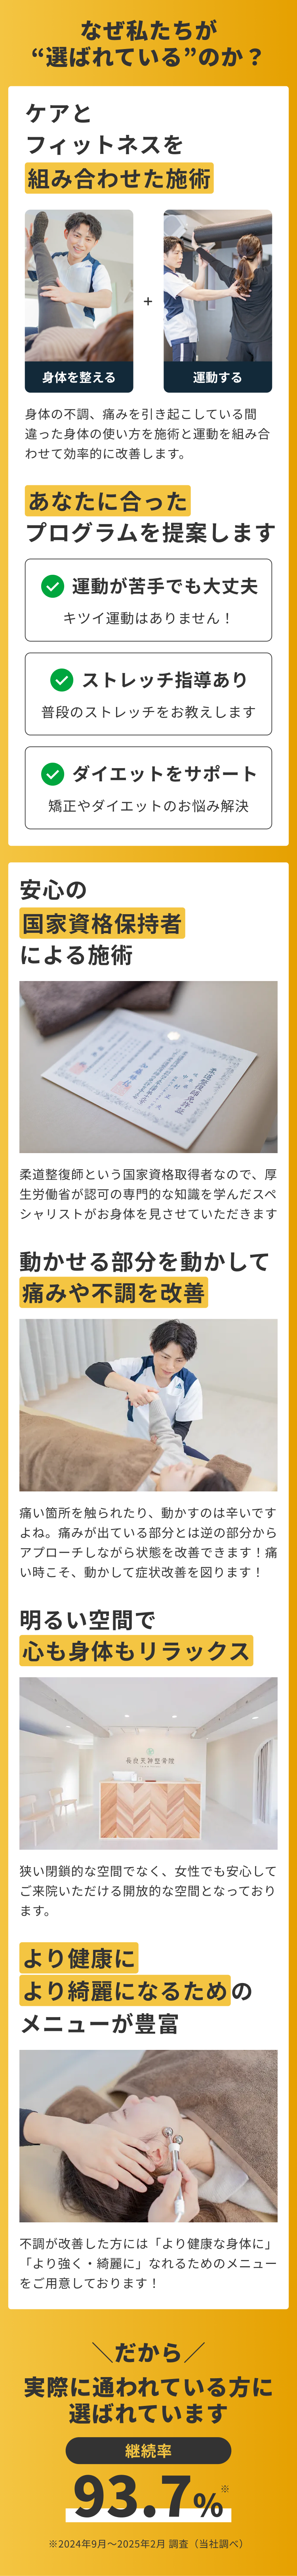 なぜ私たちが
“選ばれている”のか？
ケアと
フィットネスを
組み合わせた施術
身体を整える
+
運動する
身体の不調、痛みを引き起こしている間
違った身体の使い方を施術と運動を組み合
わせて効率的に改善します。
あなたに合った
プログラムを提案します
運動が苦手でも大丈夫
キツイ運動はありません！
ストレッチ指導あり
普段のストレッチをお教えします
ダイエットをサポート
矯正やダイエットのお悩み解決
安心の
国家資格保持者
による施術
柔道整復師という国家資格取得者なので、厚
生労働省が認可の専門的な知識を学んだスペ
シャリストがお身体を見させていただきます
動かせる部分を動かして
痛みや不調を改善
痛い箇所を触られたり、動かすのは辛いです
よね。痛みが出ている部分とは逆の部分から
アプローチしながら状態を改善できます！痛
い時こそ、動かして症状改善を図ります！
明るい空間で
心も身体もリラックス
天神整骨院
狭い閉鎖的な空間でなく、女性でも安心して
ご来院いただける開放的な空間となっており
ます。
より健康に
より綺麗になるための
メニューが豊富
不調が改善した方には「より健康な身体に」
「より強く・綺麗に」なれるためのメニュー
をご用意しております！
＼だから／
実際に通われている方に
選ばれています
継続率
93.7%※
※2024年9月〜2025年2月 調査（当社調べ）